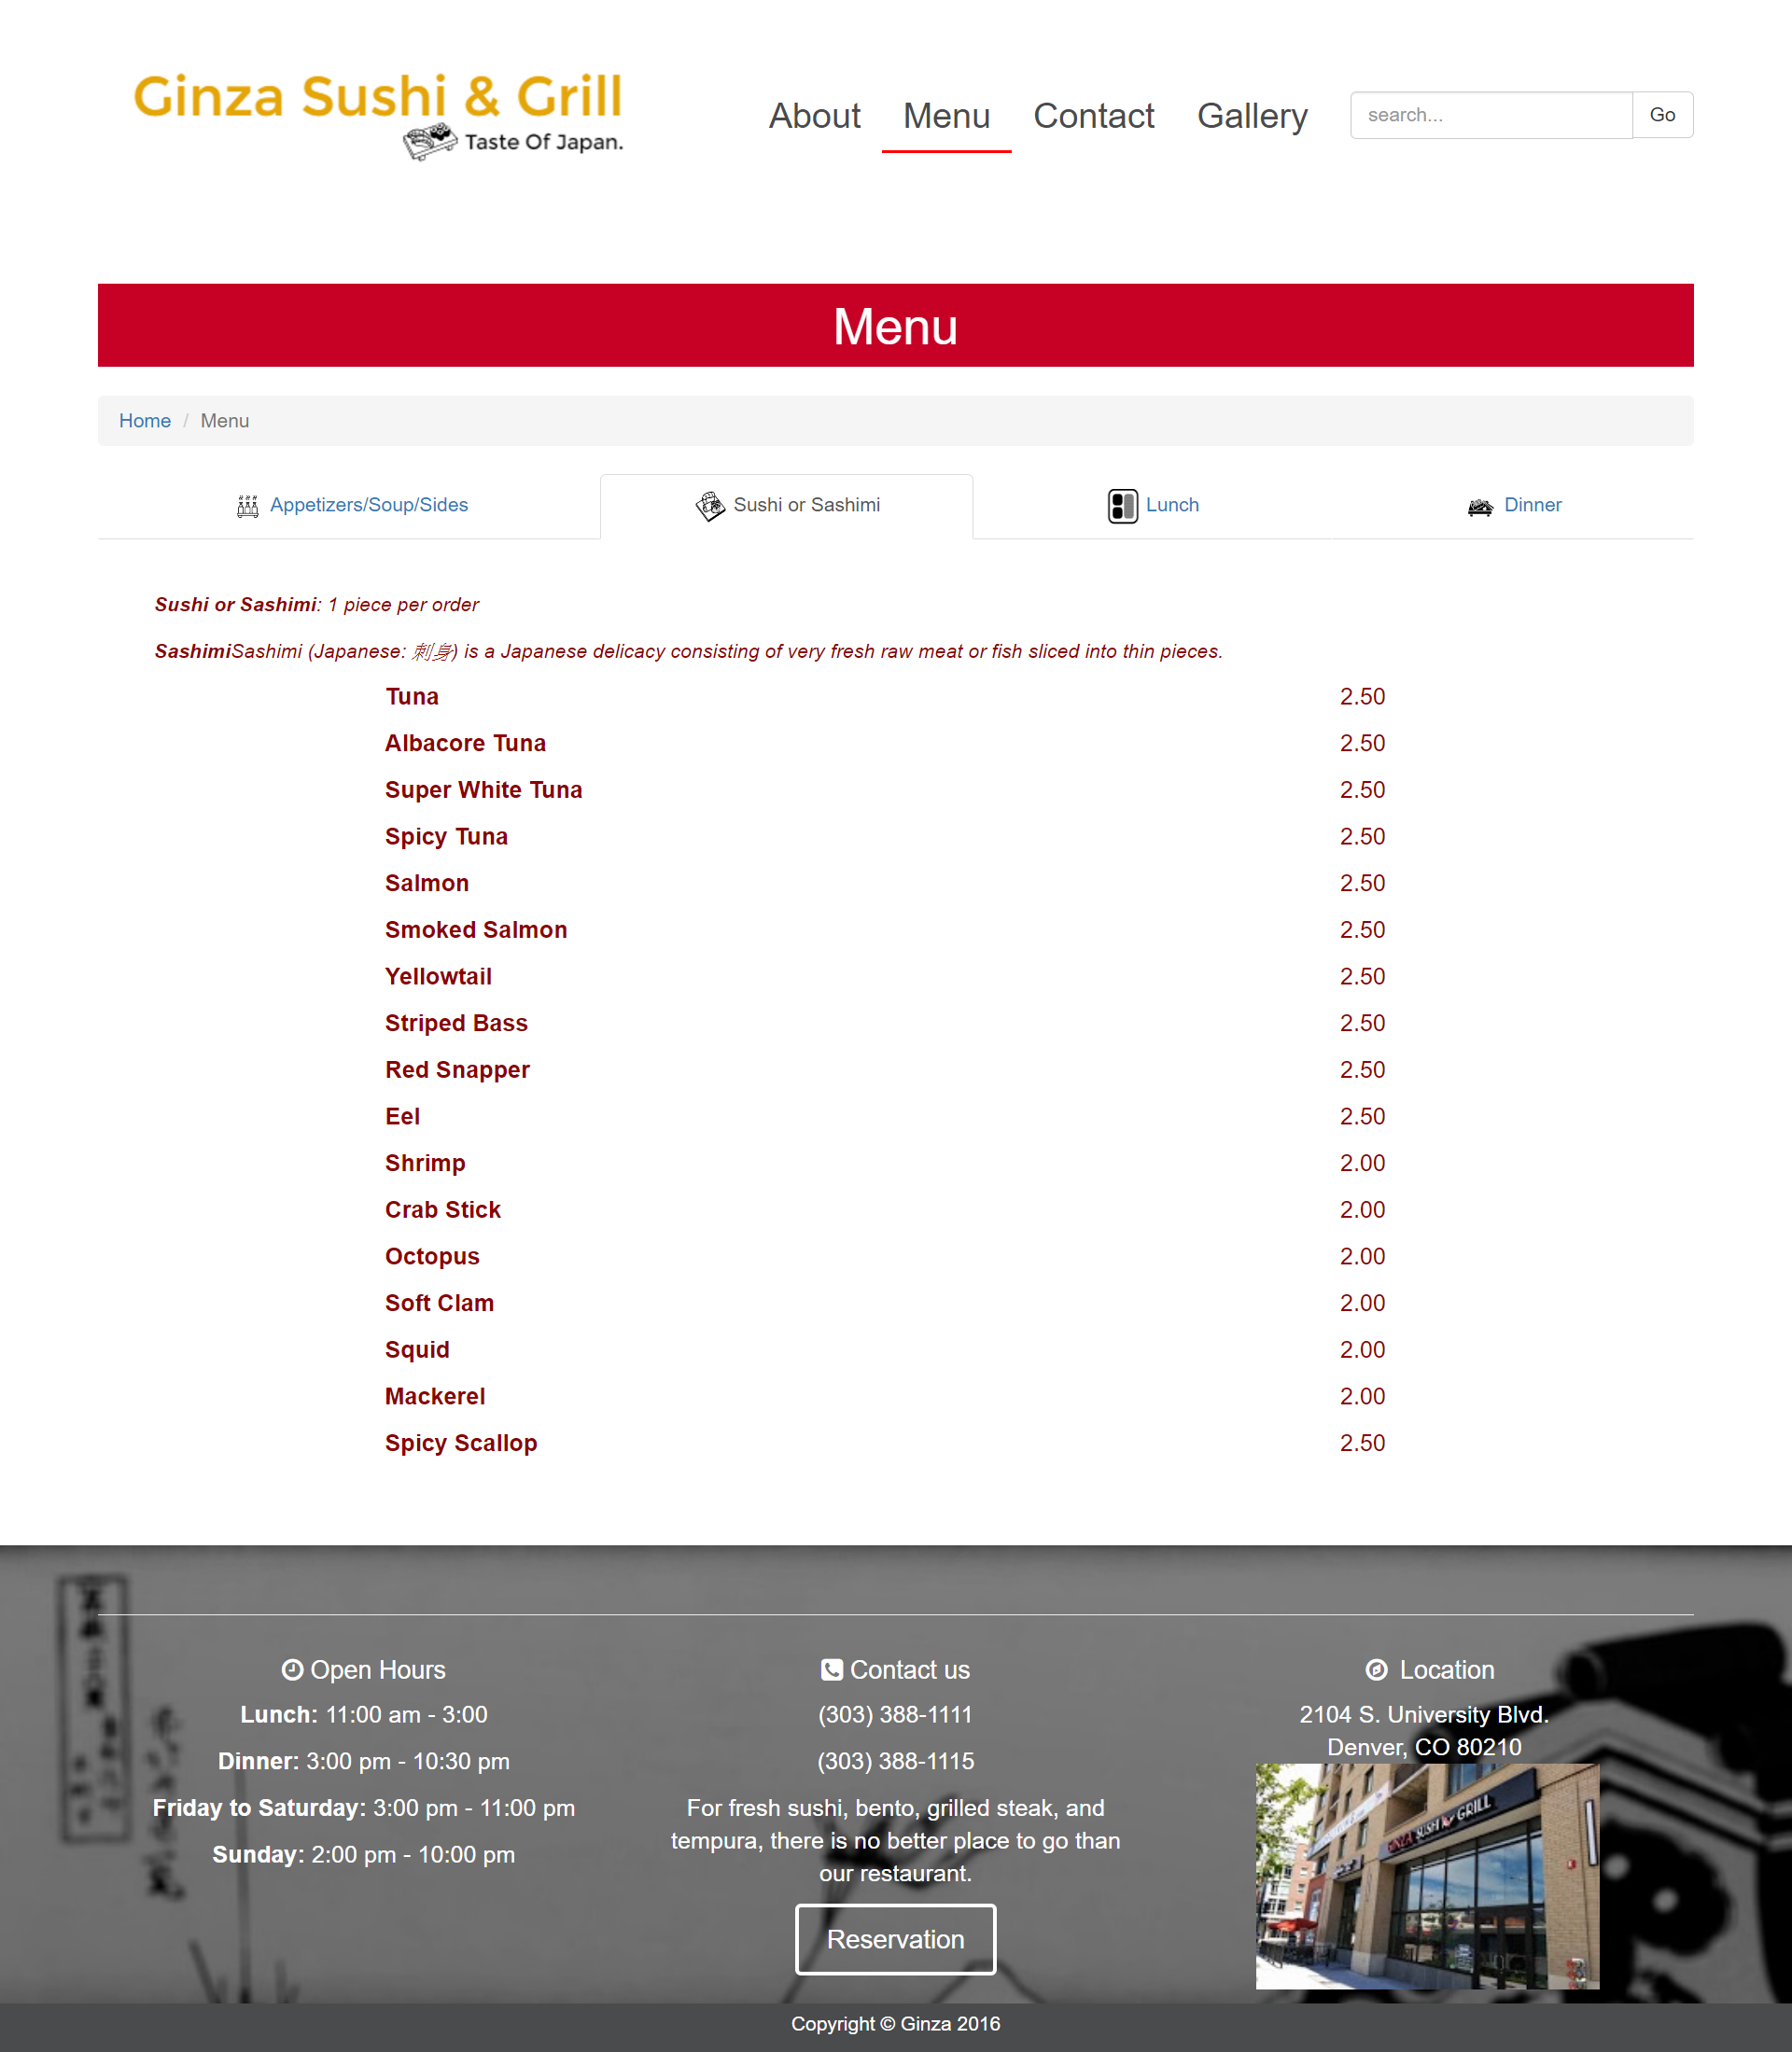 Ginza Sushi & Grill
Taste Of Japan.
About Menu Contact Gallery search... Go
Menu
Home / Menu
Appetizers/Soup/Sides Sushi or Sashimi Lunch Dinner
Sushi or Sashimi: 1 piece per order
SashimiSashimi (Japanese: 刺身) is a Japanese delicacy consisting of very fresh raw meat or fish sliced into thin pieces.
Tuna 2.50
Albacore Tuna 2.50
Super White Tuna 2.50
Spicy Tuna 2.50
Salmon 2.50
Smoked Salmon 2.50
Yellowtail 2.50
Striped Bass 2.50
Red Snapper 2.50
Eel 2.50
Shrimp 2.00
Crab Stick 2.00
Octopus 2.00
Soft Clam 2.00
Squid 2.00
Mackerel 2.00
Spicy Scallop 2.50
Open Hours
Lunch: 11:00 am - 3:00
Dinner: 3:00 pm - 10:30 pm
Friday to Saturday: 3:00 pm - 11:00 pm
Sunday: 2:00 pm - 10:00 pm
Contact us
(303) 388-1111
(303) 388-1115
For fresh sushi, bento, grilled steak, and
tempura, there is no better place to go than
our restaurant.
Reservation
Location
2104 S. University Blvd.
Denver, CO 80210
GINZA SUSHI GRILL
Copyright © Ginza 2016